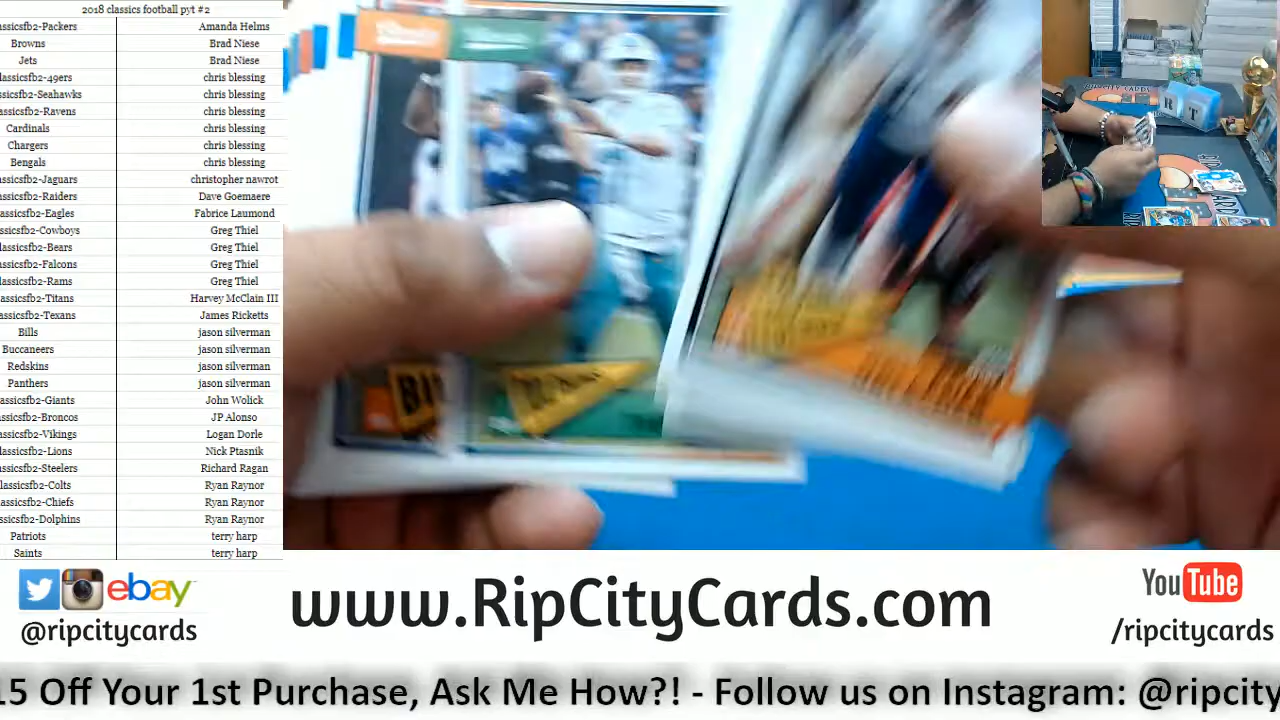 2018 classics football pyt #2
assicsfb2-Packers Amanda Helms
Browns Brad Niese
Jets Brad Niese
lassicsfb2-49ers chris blessing
ssicsfb2-Seahawks chris blessing
assicsfb2-Ravens chris blessing
Cardinals chris blessing
Chargers chris blessing
Bengals chris blessing
assicsfb2-Jaguars christopher nawrot
assicsfb2-Raiders Dave Goemaere
assicsfb2-Eagles Fabrice Laumond
ssicsfb2-Cowboys Greg Thiel
lassicsfb2-Bears Greg Thiel
assicsfb2-Falcons Greg Thiel
lassicsfb2-Rams Greg Thiel
lassicsfb2-Titans Harvey McClain III
assicsfb2-Texans James Ricketts
Bills jason silverman
Buccaneers jason silverman
Redskins jason silverman
Panthers jason silverman
assicsfb2-Giants John Wolick
assicsfb2-Broncos JP Alonso
assicsfb2-Vikings Logan Dorle
lassicsfb2-Lions Nick Ptasnik
assicsfb2-Steelers Richard Ragan
lassicsfb2-Colts Ryan Raynor
assicsfb2-Chiefs Ryan Raynor
ssicsfb2-Dolphins Ryan Raynor
Patriots terry harp
Saints terry harp
R T
ebay
@ripcitycards
www.RipCityCards.com
YouTube
/ripcitycards
15 Off Your 1st Purchase, Ask Me How?! - Follow us on Instagram: @ripcity